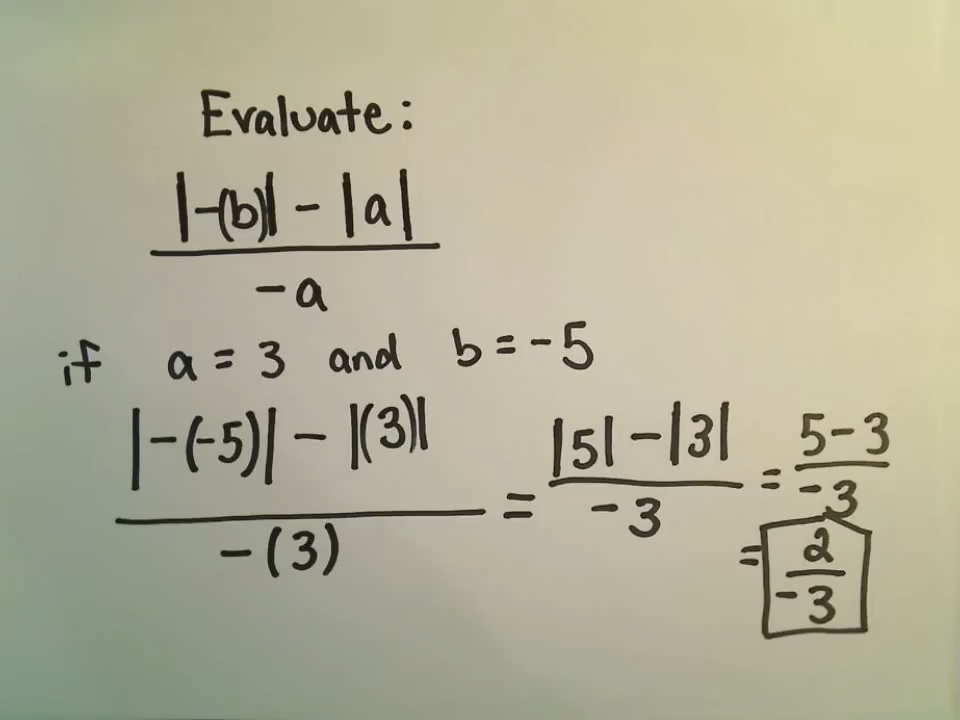 Evaluate:
|-(b)| - |a|
-a
if a = 3 and b = -5
|-(-5)| - |(3)|
-(3)
= |5| - |3|
-3
= 5-3
-3
= 2
-3